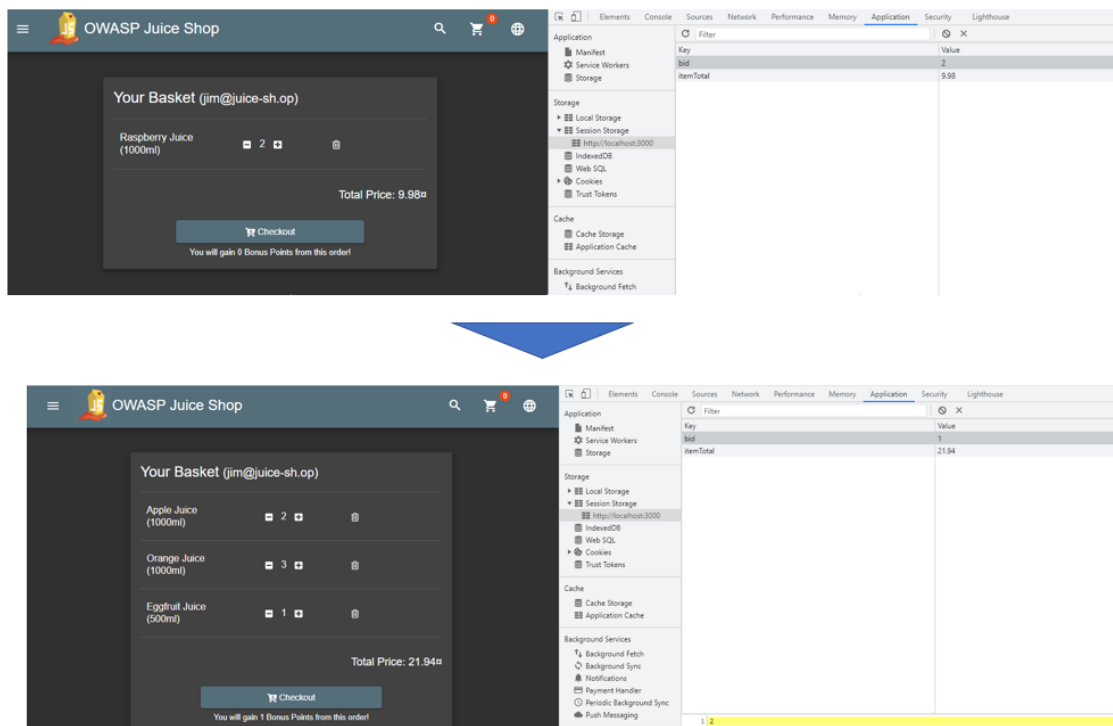 OWASP Juice Shop
0
Your Basket (jim@juice-sh.op)
Raspberry Juice
(1000ml)
2
Total Price: 9.98¤
Checkout
You will gain 0 Bonus Points from this order!
Elements Console Sources Network Performance Memory Application Security Lighthouse
Application
Manifest
Service Workers
Storage
Storage
Local Storage
Session Storage
http://localhost:3000
IndexedDB
Web SQL
Cookies
Trust Tokens
Cache
Cache Storage
Application Cache
Background Services
Background Fetch
Filter
Key Value
bid 2
itemTotal 9.98
OWASP Juice Shop
0
Your Basket (jim@juice-sh.op)
Apple Juice
(1000ml)
2
Orange Juice
(1000ml)
3
Eggfruit Juice
(500ml)
1
Total Price: 21.94¤
Checkout
You will gain 1 Bonus Points from this order!
Elements Console Sources Network Performance Memory Application Security Lighthouse
Application
Manifest
Service Workers
Storage
Storage
Local Storage
Session Storage
http://localhost:3000
IndexedDB
Web SQL
Cookies
Trust Tokens
Cache
Cache Storage
Application Cache
Background Services
Background Fetch
Background Sync
Notifications
Payment Handler
Periodic Background Sync
Push Messaging
Filter
Key Value
bid 1
itemTotal 21.94
1 2